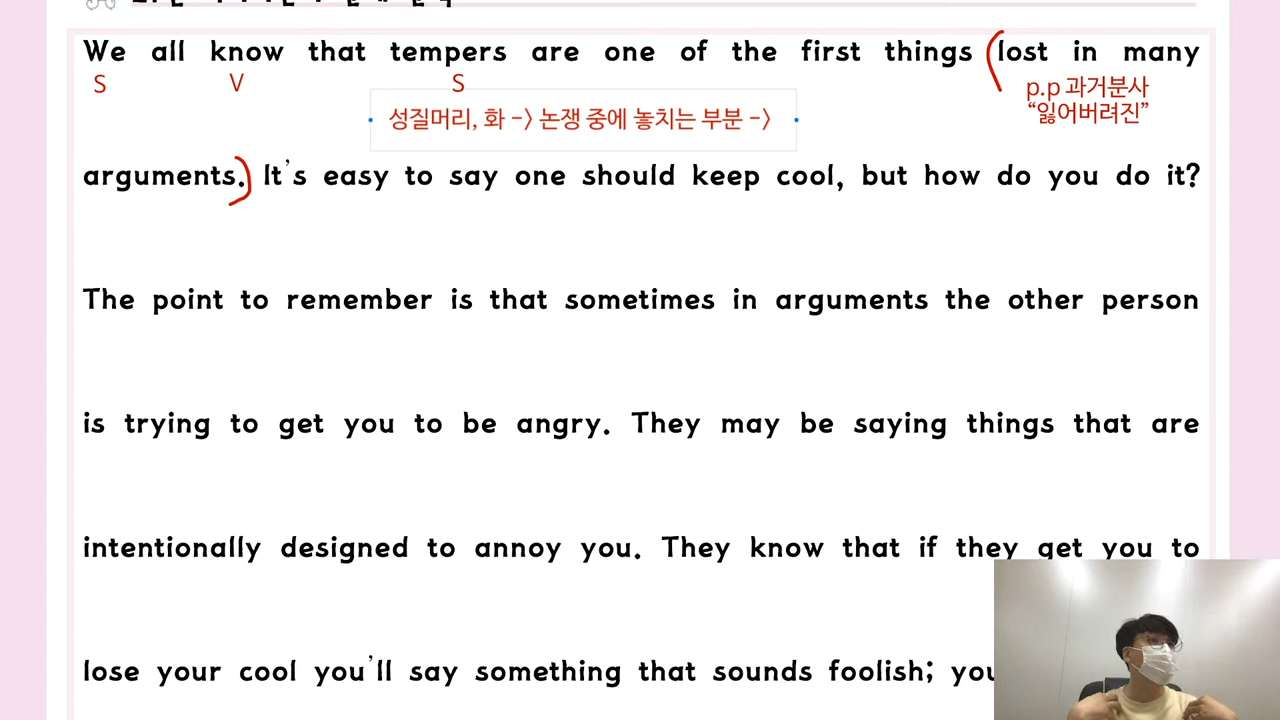 We all know that tempers are one of the first things (lost in many
S V S
p.p 과거분사
"잃어버려진"
성질머리, 화 -> 논쟁 중에 놓치는 부분 ->
arguments.) It's easy to say one should keep cool, but how do you do it?
The point to remember is that sometimes in arguments the other person
is trying to get you to be angry. They may be saying things that are
intentionally designed to annoy you. They know that if they get you to
lose your cool you'll say something that sounds foolish;